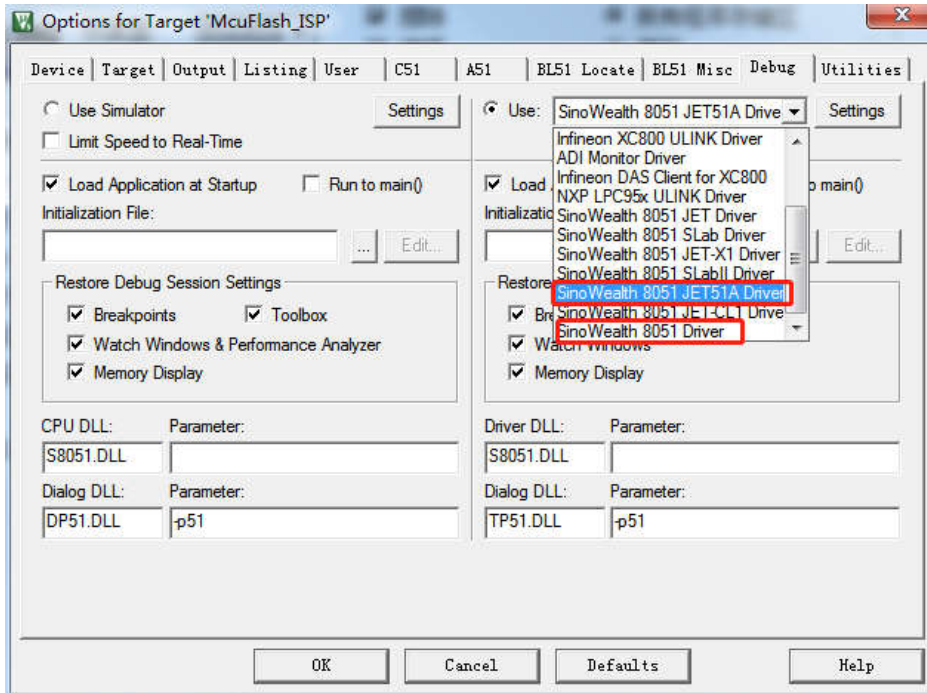 Options for Target 'McuFlash_ISP'
Device Target Output Listing User C51 A51 BL51 Locate BL51 Misc Debug Utilities
Use Simulator
Settings
Limit Speed to Real-Time
Load Application at Startup
Run to main()
Initialization File:
...
Edit...
Restore Debug Session Settings
Breakpoints
Toolbox
Watch Windows & Performance Analyzer
Memory Display
CPU DLL:
Parameter:
S8051.DLL
Dialog DLL:
Parameter:
DP51.DLL
-p51
Use:
SinoWealth 8051 JET51A Drive
Settings
Infineon XC800 ULINK Driver
ADI Monitor Driver
Infineon DAS Client for XC800
NXP LPC95x ULINK Driver
SinoWealth 8051 JET Driver
SinoWealth 8051 SLab Driver
SinoWealth 8051 JET-X1 Driver
SinoWealth 8051 SLabII Driver
SinoWealth 8051 JET51A Driver
SinoWealth 8051 JET-CL1 Drive
SinoWealth 8051 Driver
Load
o main()
Initializatio
Edit...
Restore
Bre
Watch Windows
Memory Display
Driver DLL:
Parameter:
S8051.DLL
Dialog DLL:
Parameter:
TP51.DLL
-p51
OK
Cancel
Defaults
Help